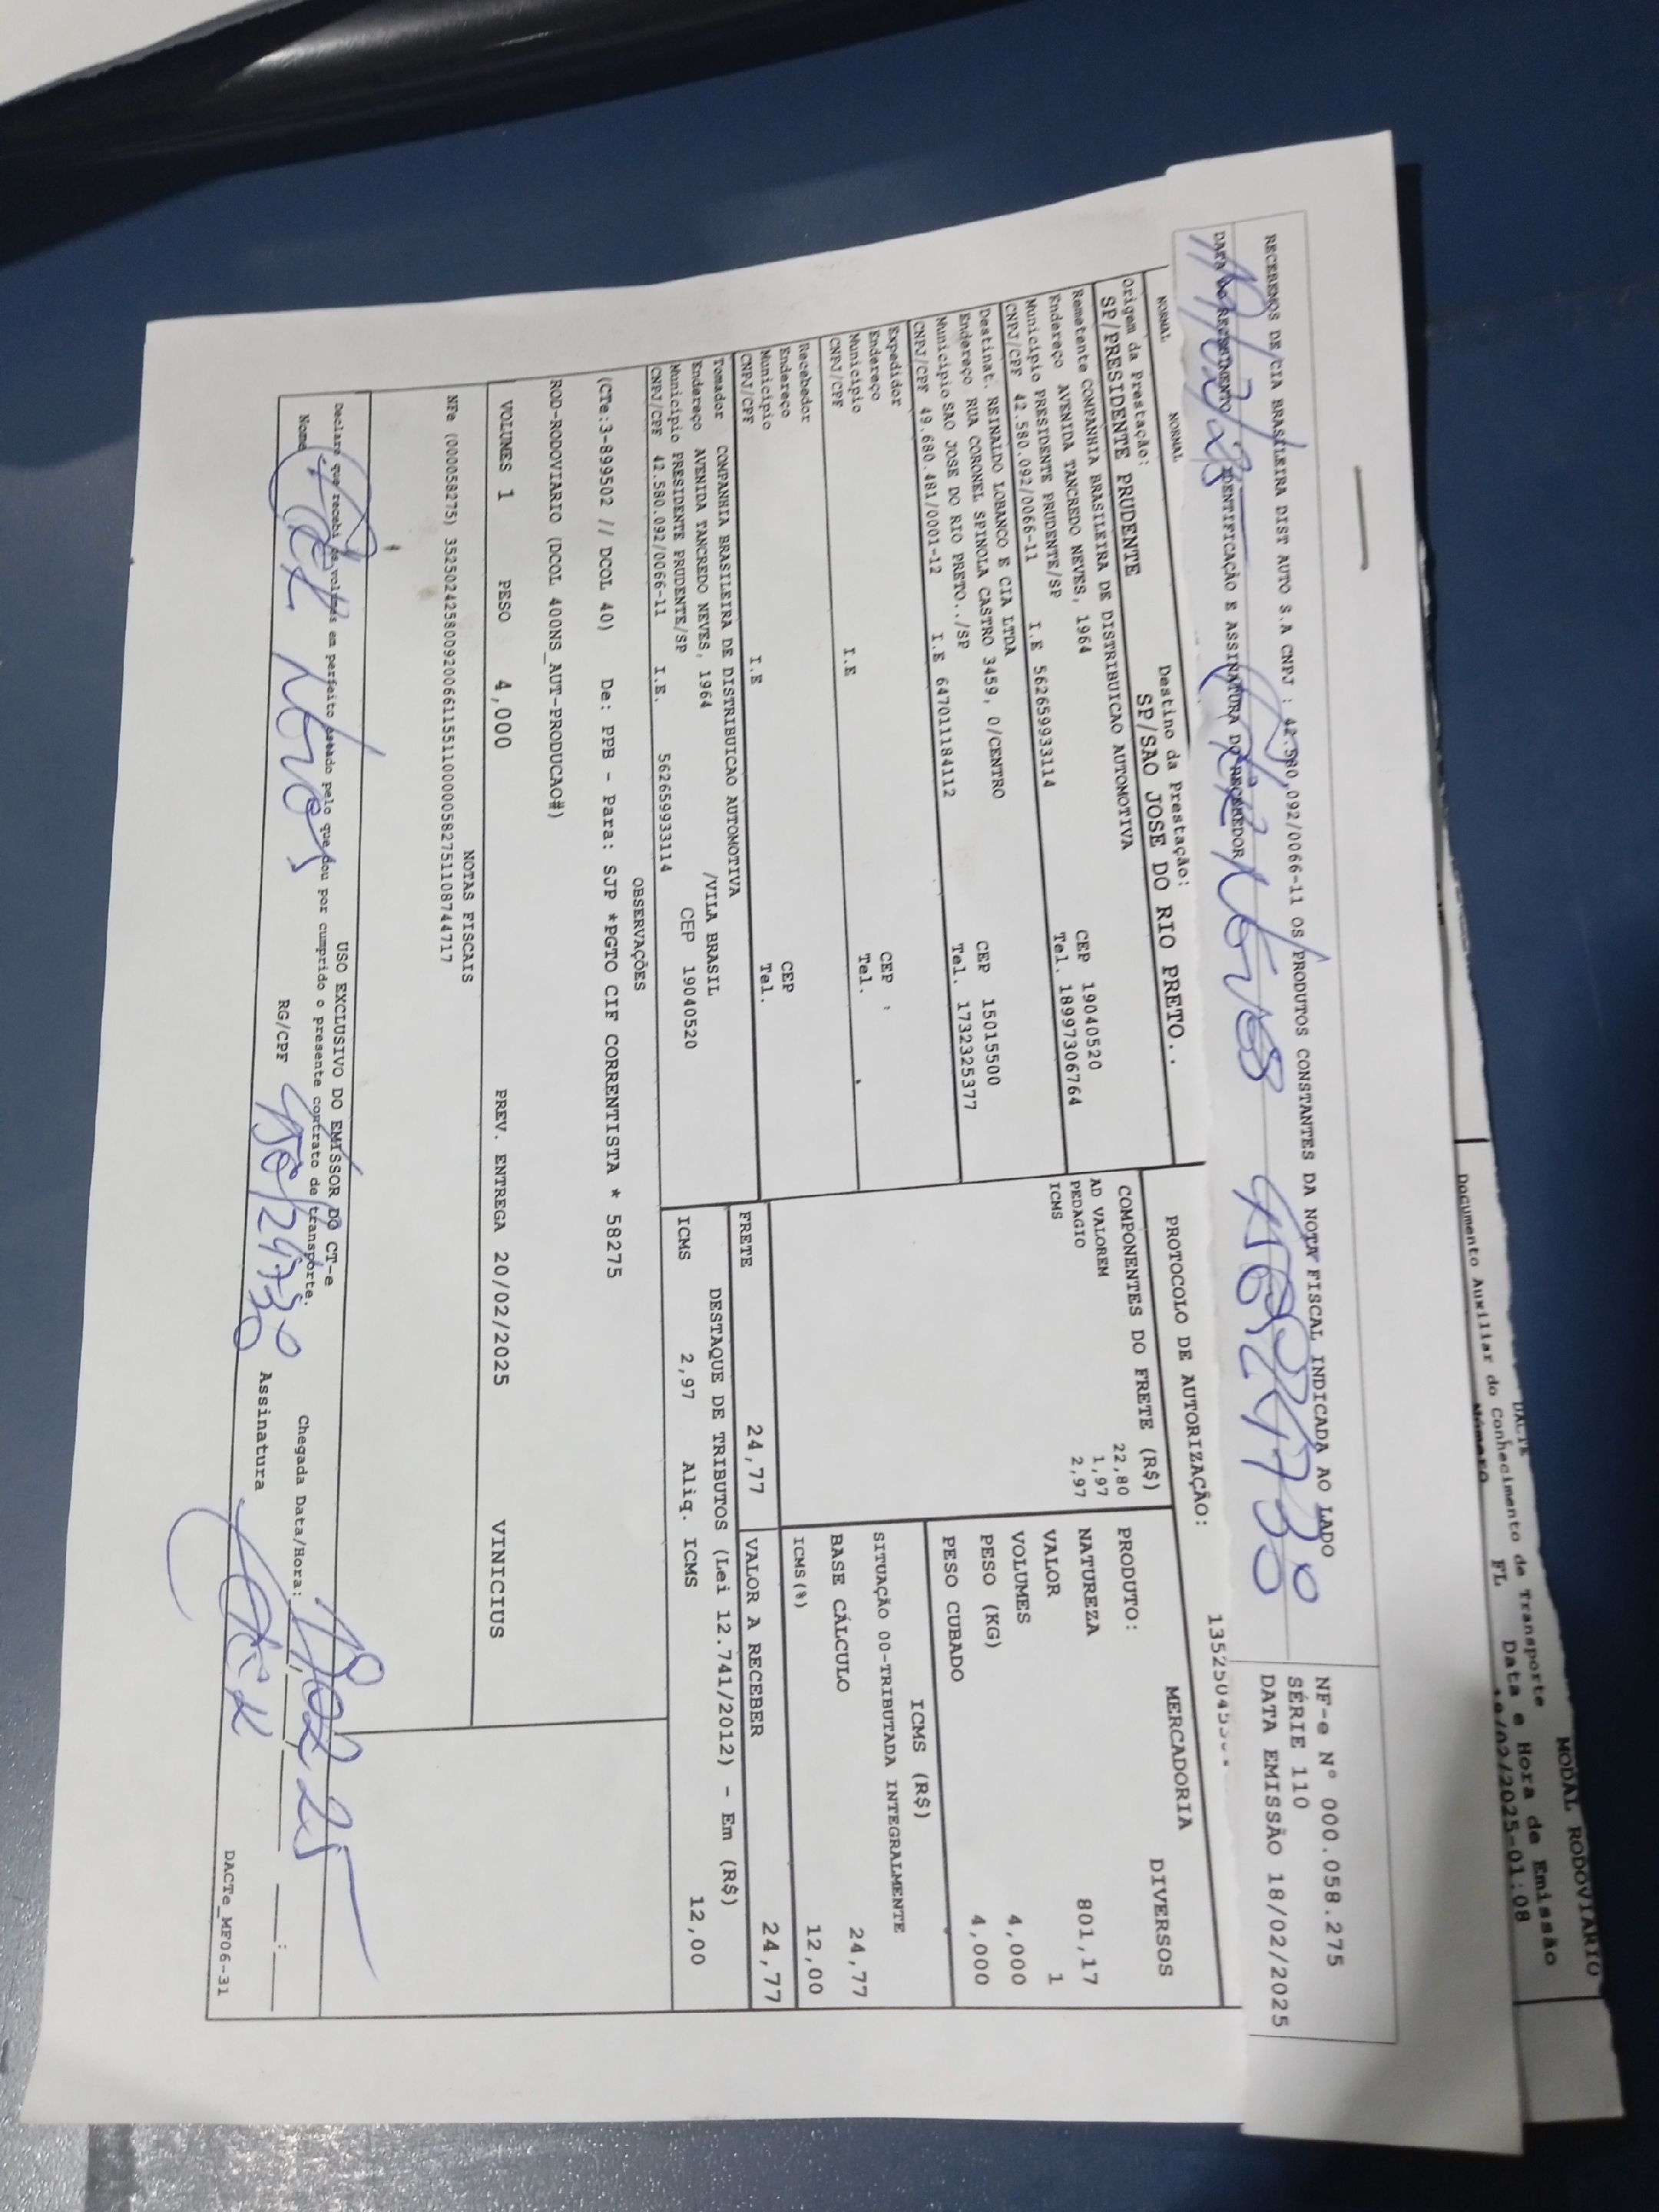 MODAL RODOVIÁRIO
DACTE
Documento Auxiliar do Conhecimento de Transporte
Número FL Data e Hora de Emissão
18/02/2025-01:08
RECEBEMOS DE CIA BRASILEIRA DIST AUTO S.A CNPJ : 42.580.092/0066-11 OS PRODUTOS CONSTANTES DA NOTA FISCAL INDICADA AO LADO
DATA DE RECEBIMENTO IDENTIFICAÇÃO E ASSINATURA DO RECEBEDOR
NF-e N° 000.058.275
SÉRIE 110
DATA EMISSÃO 18/02/2025
NORMAL NORMAL
PROTOCOLO DE AUTORIZAÇÃO:
Origem da Prestação: Destino da Prestação:
SP/PRESIDENTE PRUDENTE SP/SAO JOSE DO RIO PRETO..
Remetente COMPANHIA BRASILEIRA DE DISTRIBUICAO AUTOMOTIVA
Endereço AVENIDA TANCREDO NEVES, 1964 CEP 19040520
Município PRESIDENTE PRUDENTE/SP Tel. 18997306764
CNPJ/CPF 42.580.092/0066-11 I.E 562659933114
Destinat. REINALDO LOBANCO E CIA LTDA
Endereço RUA CORONEL SPINOLA CASTRO 3459, 0/CENTRO CEP 15015500
Município SAO JOSE DO RIO PRETO../SP Tel. 1732325377
CNPJ/CPF 49.680.481/0001-12 I.E 647011184112
Expedidor
Endereço CEP
Município Tel.
CNPJ/CPF I.E
Recebedor
Endereço CEP
Município Tel.
CNPJ/CPF I.E
Tomador COMPANHIA BRASILEIRA DE DISTRIBUICAO AUTOMOTIVA
Endereço AVENIDA TANCREDO NEVES, 1964 /VILA BRASIL
Município PRESIDENTE PRUDENTE/SP CEP 19040520
CNPJ/CPF 42.580.092/0066-11 I.E. 562659933114
COMPONENTES DO FRETE (R$)
AD VALOREM 22,80
PEDAGIO 1,97
ICMS 2,97
MERCADORIA
PRODUTO: DIVERSOS
NATUREZA
VALOR 801,17
VOLUMES 1
PESO (KG) 4,000
PESO CUBADO 4,000
ICMS (R$)
SITUAÇÃO 00-TRIBUTADA INTEGRALMENTE
BASE CÁLCULO 24,77
ICMS (%) 12,00
FRETE 24,77 VALOR A RECEBER 24,77
DESTAQUE DE TRIBUTOS (Lei 12.741/2012) - Em (R$)
ICMS 2,97 Aliq. ICMS 12,00
OBSERVAÇÕES
(CTe:3-899502 // DCOL 40) De: PPB - Para: SJP *PGTO CIF CORRENTISTA * 58275
ROD-RODOVIARIO (DCOL 400NS_AUT-PRODUCAO#)
VOLUMES 1 PESO 4,000 PREV. ENTREGA 20/02/2025 VINICIUS
NOTAS FISCAIS
NFe (000058275) 35250242580092006611551100000582751108744717
USO EXCLUSIVO DO EMISSOR DO CT-e
Declaro que recebi os volumes em perfeito estado pelo que dou por cumprido o presente contrato de transporte.
Chegada Data/Hora:
Nome RG/CPF Assinatura
DACTe_MF06-31